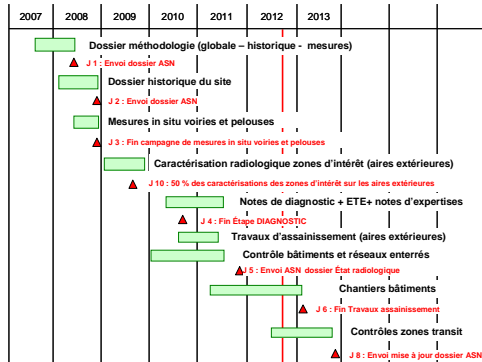 2007 2008 2009 2010 2011 2012 2013
Dossier méthodologie (globale – historique - mesures)
J 1 : Envoi dossier ASN
Dossier historique du site
J 2 : Envoi dossier ASN
Mesures in situ voiries et pelouses
J 3 : Fin campagne de mesures in situ voiries et pelouses
Caractérisation radiologique zones d'intérêt (aires extérieures)
J 10 : 50 % des caractérisations des zones d'intérêt sur les aires extérieures
Notes de diagnostic + ETE+ notes d'expertises
J 4 : Fin Étape DIAGNOSTIC
Travaux d'assainissement (aires extérieures)
Contrôle bâtiments et réseaux enterrés
J 5 : Envoi ASN dossier État radiologique
Chantiers bâtiments
J 6 : Fin Travaux assainissement
Contrôles zones transit
J 8 : Envoi mise à jour dossier ASN